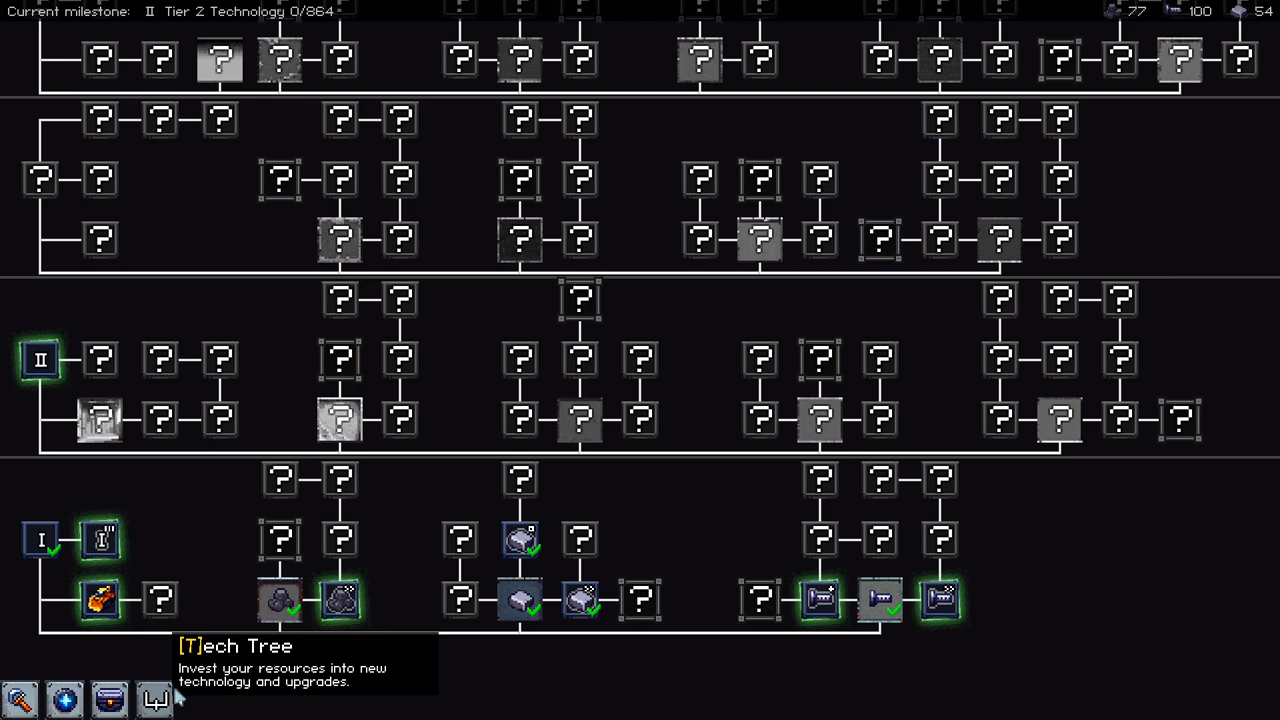 Current milestone: II Tier 2 Technology 0/864
77 100 54
? ? ? ? ? ? ? ? ? ? ? ? ? ? ? ? ?
? ? ? ? ? ? ? ? ? ?
? ? ? ? ? ? ? ? ? ? ? ? ?
? ? ? ? ? ? ? ? ? ? ? ? ?
? ? ? ? ? ?
II ? ? ? ? ? ? ? ? ? ? ? ? ? ?
? ? ? ? ? ? ? ? ? ? ? ? ? ? ?
? ? ? ? ? ?
I I ? ? ? ? ? ? ?
? ? ? ?
[T]ech Tree
Invest your resources into new
technology and upgrades.